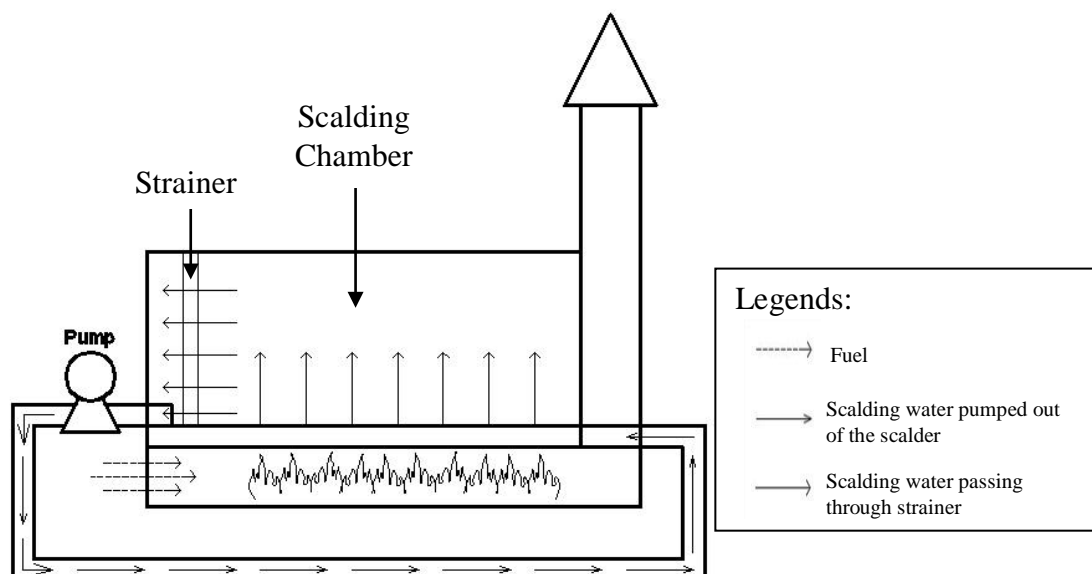 Scalding
Chamber
Strainer
Pump
Legends:
Fuel
Scalding water pumped out
of the scalder
Scalding water passing
through strainer